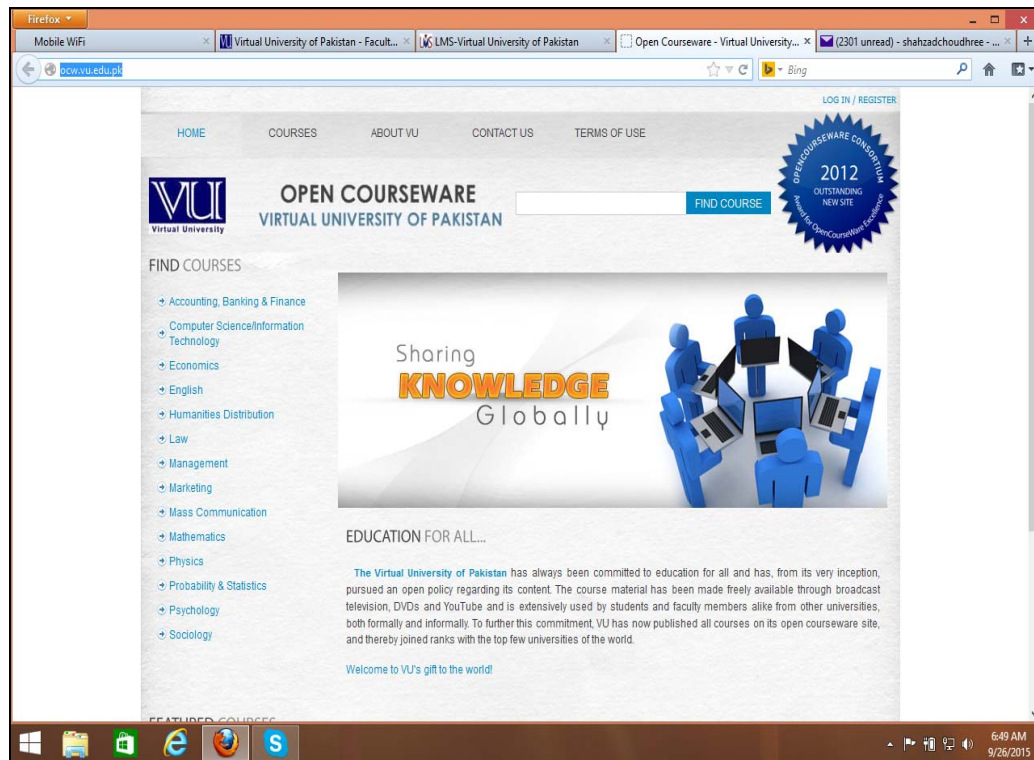 Firefox
Mobile WiFi
Virtual University of Pakistan - Facult...
LMS-Virtual University of Pakistan
Open Courseware - Virtual University...
(2301 unread) - shahzadchoudhree - ...
ocw.vu.edu.pk
Bing
LOG IN / REGISTER
HOME COURSES ABOUT VU CONTACT US TERMS OF USE
OPENCOURSEWARE CONSORTIUM
2012
OUTSTANDING
NEW SITE
Award for OpenCourseWare Excellence
VU
Virtual University
OPEN COURSEWARE
VIRTUAL UNIVERSITY OF PAKISTAN
FIND COURSE
FIND COURSES
Accounting, Banking & Finance
Computer Science/Information
Technology
Economics
English
Humanities Distribution
Law
Management
Marketing
Mass Communication
Mathematics
Physics
Probability & Statistics
Psychology
Sociology
Sharing
KNOWLEDGE
Globally
EDUCATION FOR ALL...
The Virtual University of Pakistan has always been committed to education for all and has, from its very inception,
pursued an open policy regarding its content. The course material has been made freely available through broadcast
television, DVDs and YouTube and is extensively used by students and faculty members alike from other universities,
both formally and informally. To further this commitment, VU has now published all courses on its open courseware site,
and thereby joined ranks with the top few universities of the world.
Welcome to VU's gift to the world!
FEATURED COURSES
6:49 AM
9/26/2015